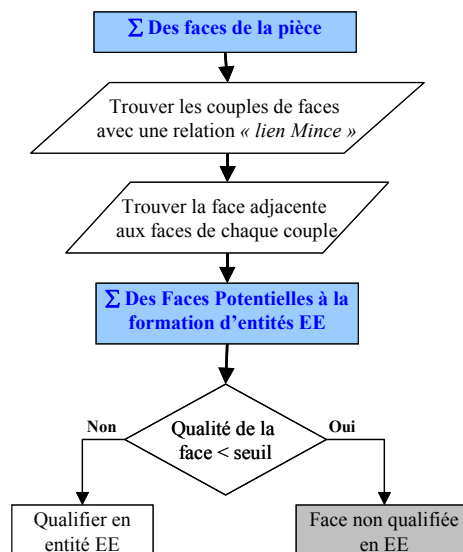 ∑ Des faces de la pièce
Trouver les couples de faces
avec une relation « lien Mince »
Trouver la face adjacente
aux faces de chaque couple
∑ Des Faces Potentielles à la
formation d'entités EE
Non
Qualité de la
face < seuil
Oui
Qualifier en
entité EE
Face non qualifiée
en EE